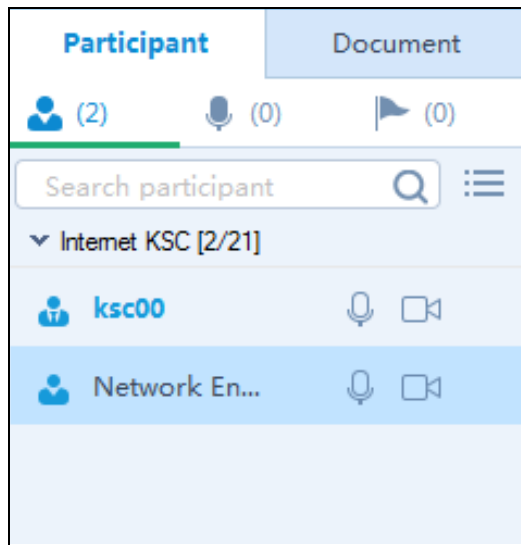 Participant Document
(2) (0) (0)
Search participant
Internet KSC [2/21]
ksc00
Network En...